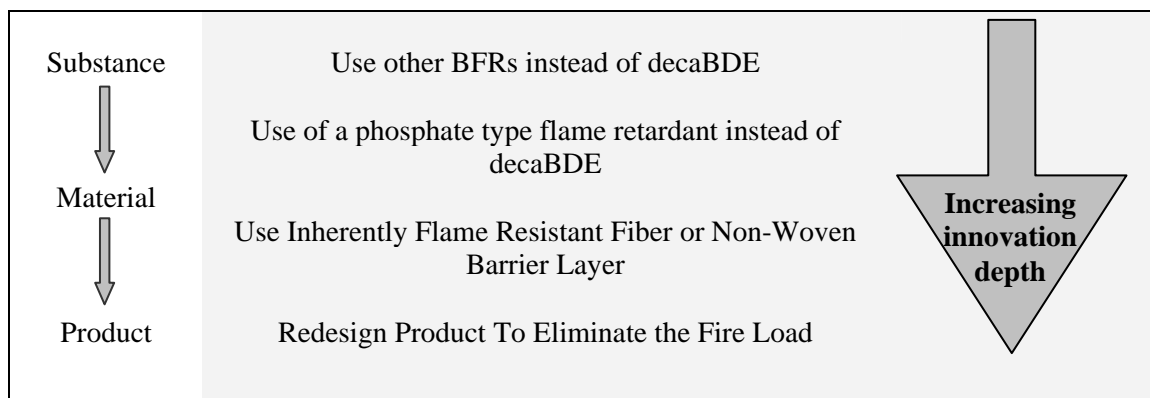 Substance
Use other BFRs instead of decaBDE
Use of a phosphate type flame retardant instead of
decaBDE
Material
Use Inherently Flame Resistant Fiber or Non-Woven
Barrier Layer
Product
Redesign Product To Eliminate the Fire Load
Increasing
innovation
depth